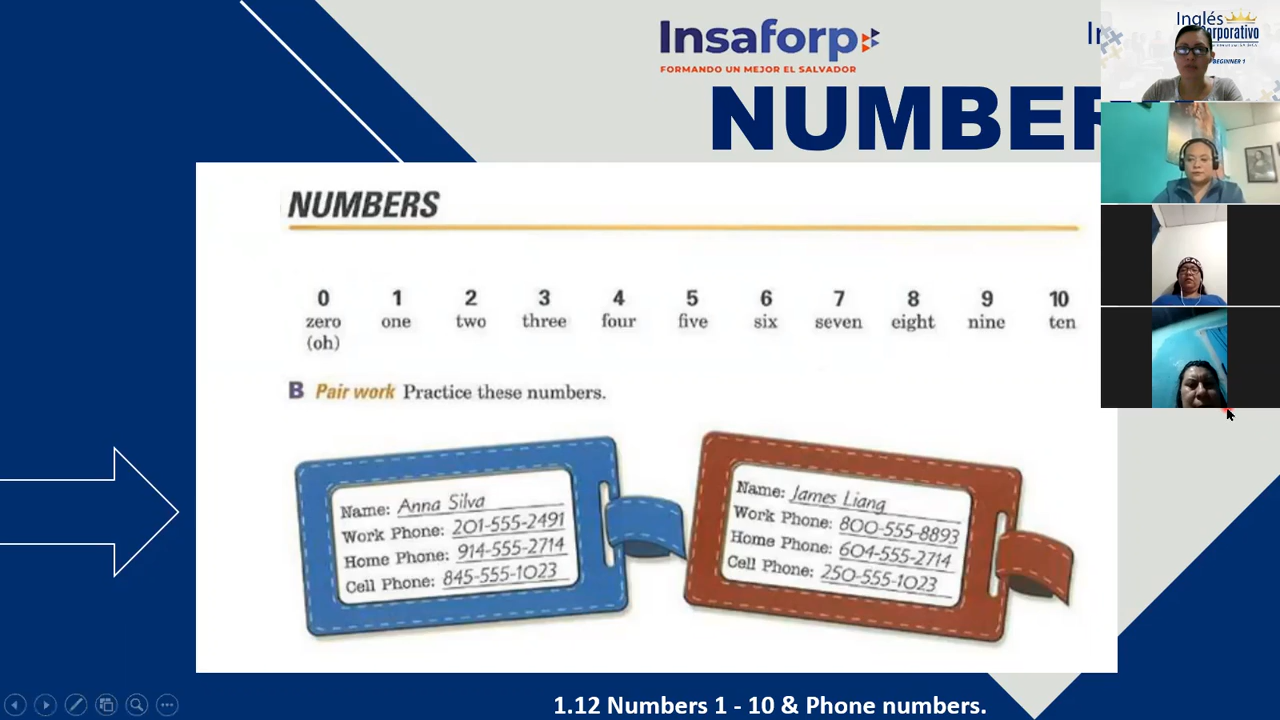 Insaforp
FORMANDO UN MEJOR EL SALVADOR
Inglés
Corporativo
BEGINNER 1
NUMBER
NUMBERS
0 1 2 3 4 5 6 7 8 9 10
zero one two three four five six seven eight nine ten
(oh)
B Pair work Practice these numbers.
Name: Anna Silva
Work Phone: 201-555-2491
Home Phone: 914-555-2714
Cell Phone: 845-555-1023
Name: James Liang
Work Phone: 800-555-8893
Home Phone: 604-555-2714
Cell Phone: 250-555-1023
1.12 Numbers 1 - 10 & Phone numbers.